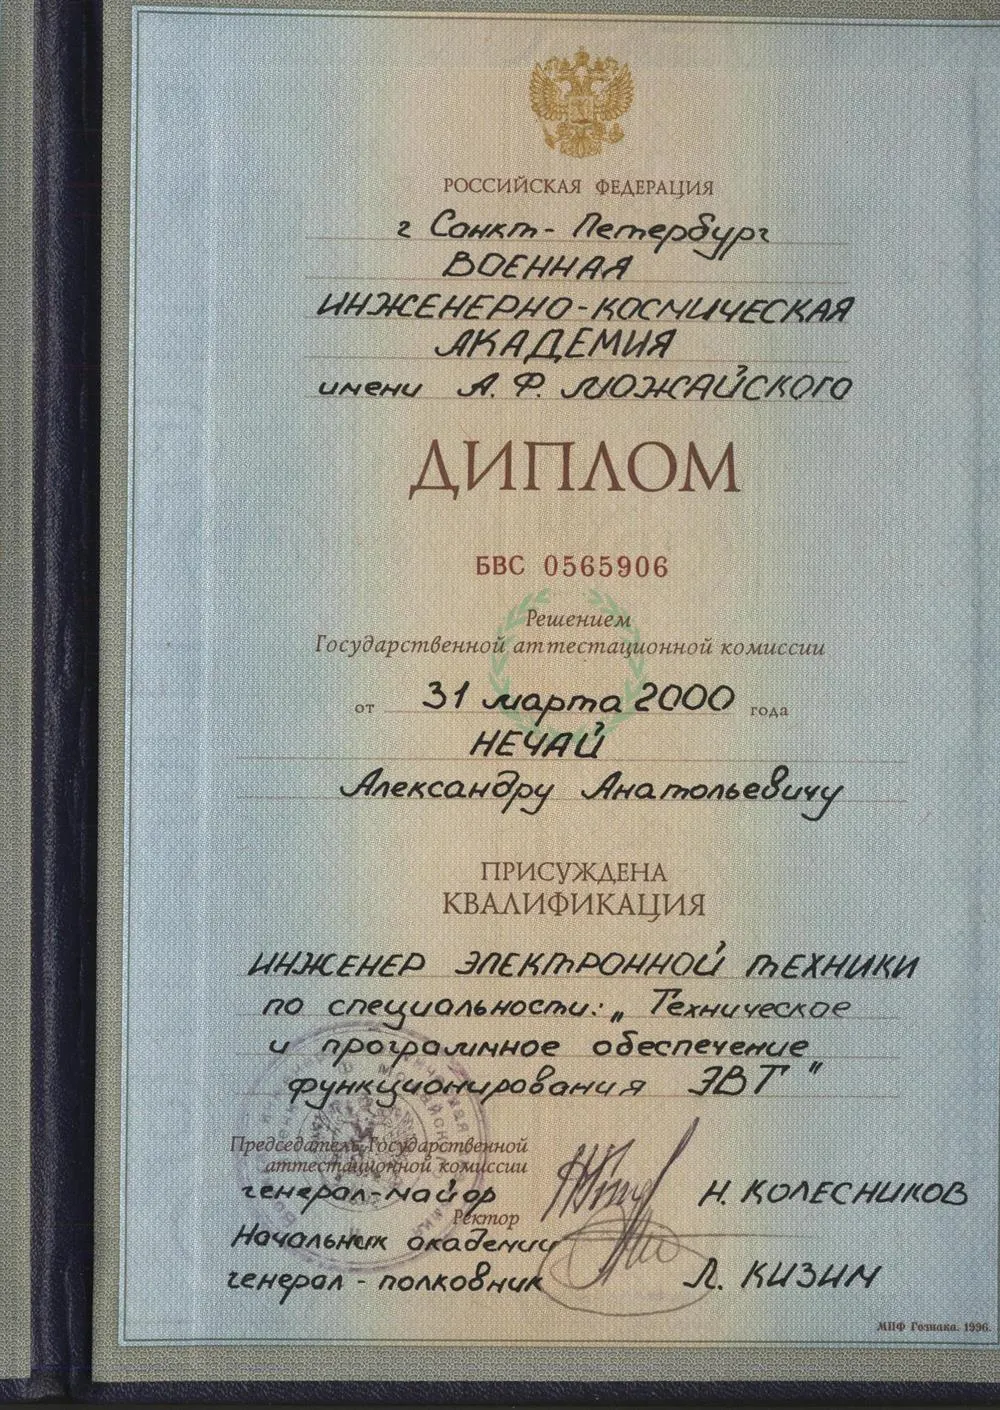 РОССИЙСКАЯ ФЕДЕРАЦИЯ
г Санкт-Петербург
ВОЕННАЯ
ИНЖЕНЕРНО-КОСМИЧЕСКАЯ
АКАДЕМИЯ
имени А. Ф. МОЖАЙСКОГО
ДИПЛОМ
БВС 0565906
Решением
Государственной аттестационной комиссии
от 31 марта 2000 года
НЕЧАЙ
Александру Анатольевичу
ПРИСУЖДЕНА
КВАЛИФИКАЦИЯ
ИНЖЕНЕР ЭЛЕКТРОННОЙ ТЕХНИКИ
по специальности: „Техническое
и программное обеспечение
функционирования ЭВТ"
Председатель Государственной
аттестационной комиссии
генерал-майор Н. КОЛЕСНИКОВ
Ректор
Начальник академии
генерал-полковник Л. КИЗИМ
МПФ Гознака. 1996.